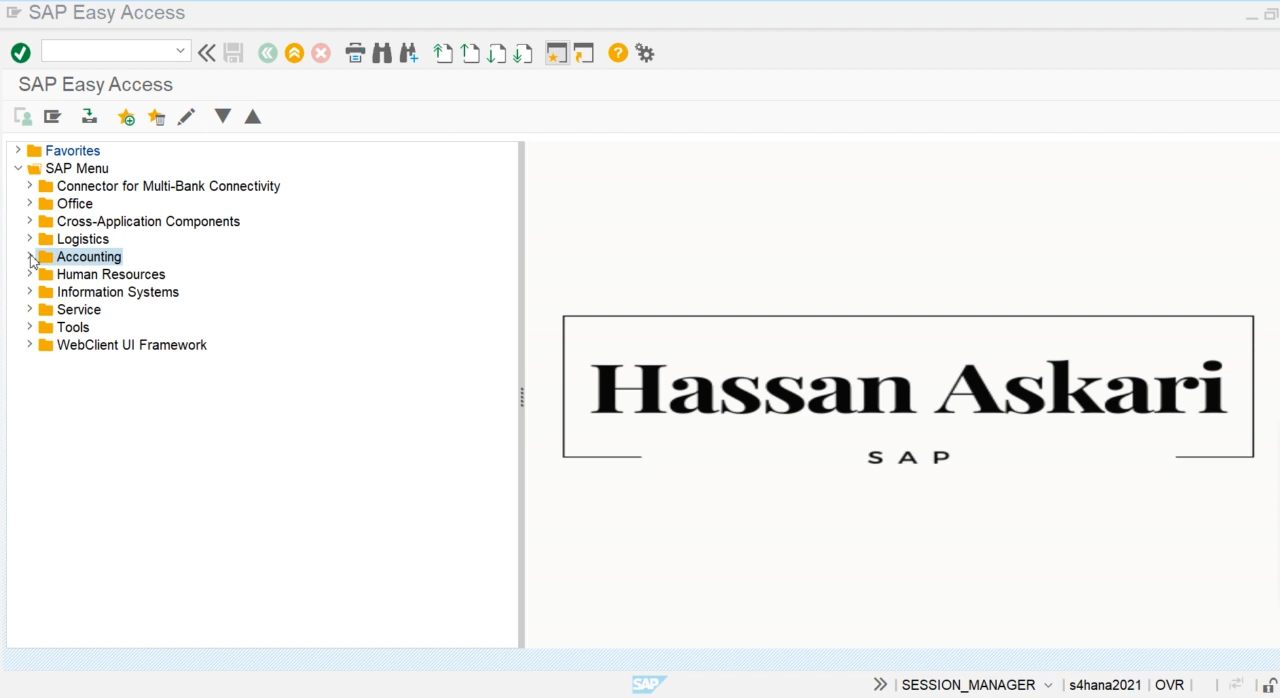 SAP Easy Access
SAP Easy Access
Favorites
SAP Menu
Connector for Multi-Bank Connectivity
Office
Cross-Application Components
Logistics
Accounting
Human Resources
Information Systems
Service
Tools
WebClient UI Framework
Hassan Askari
SAP
SAP
SESSION_MANAGER
s4hana2021
OVR